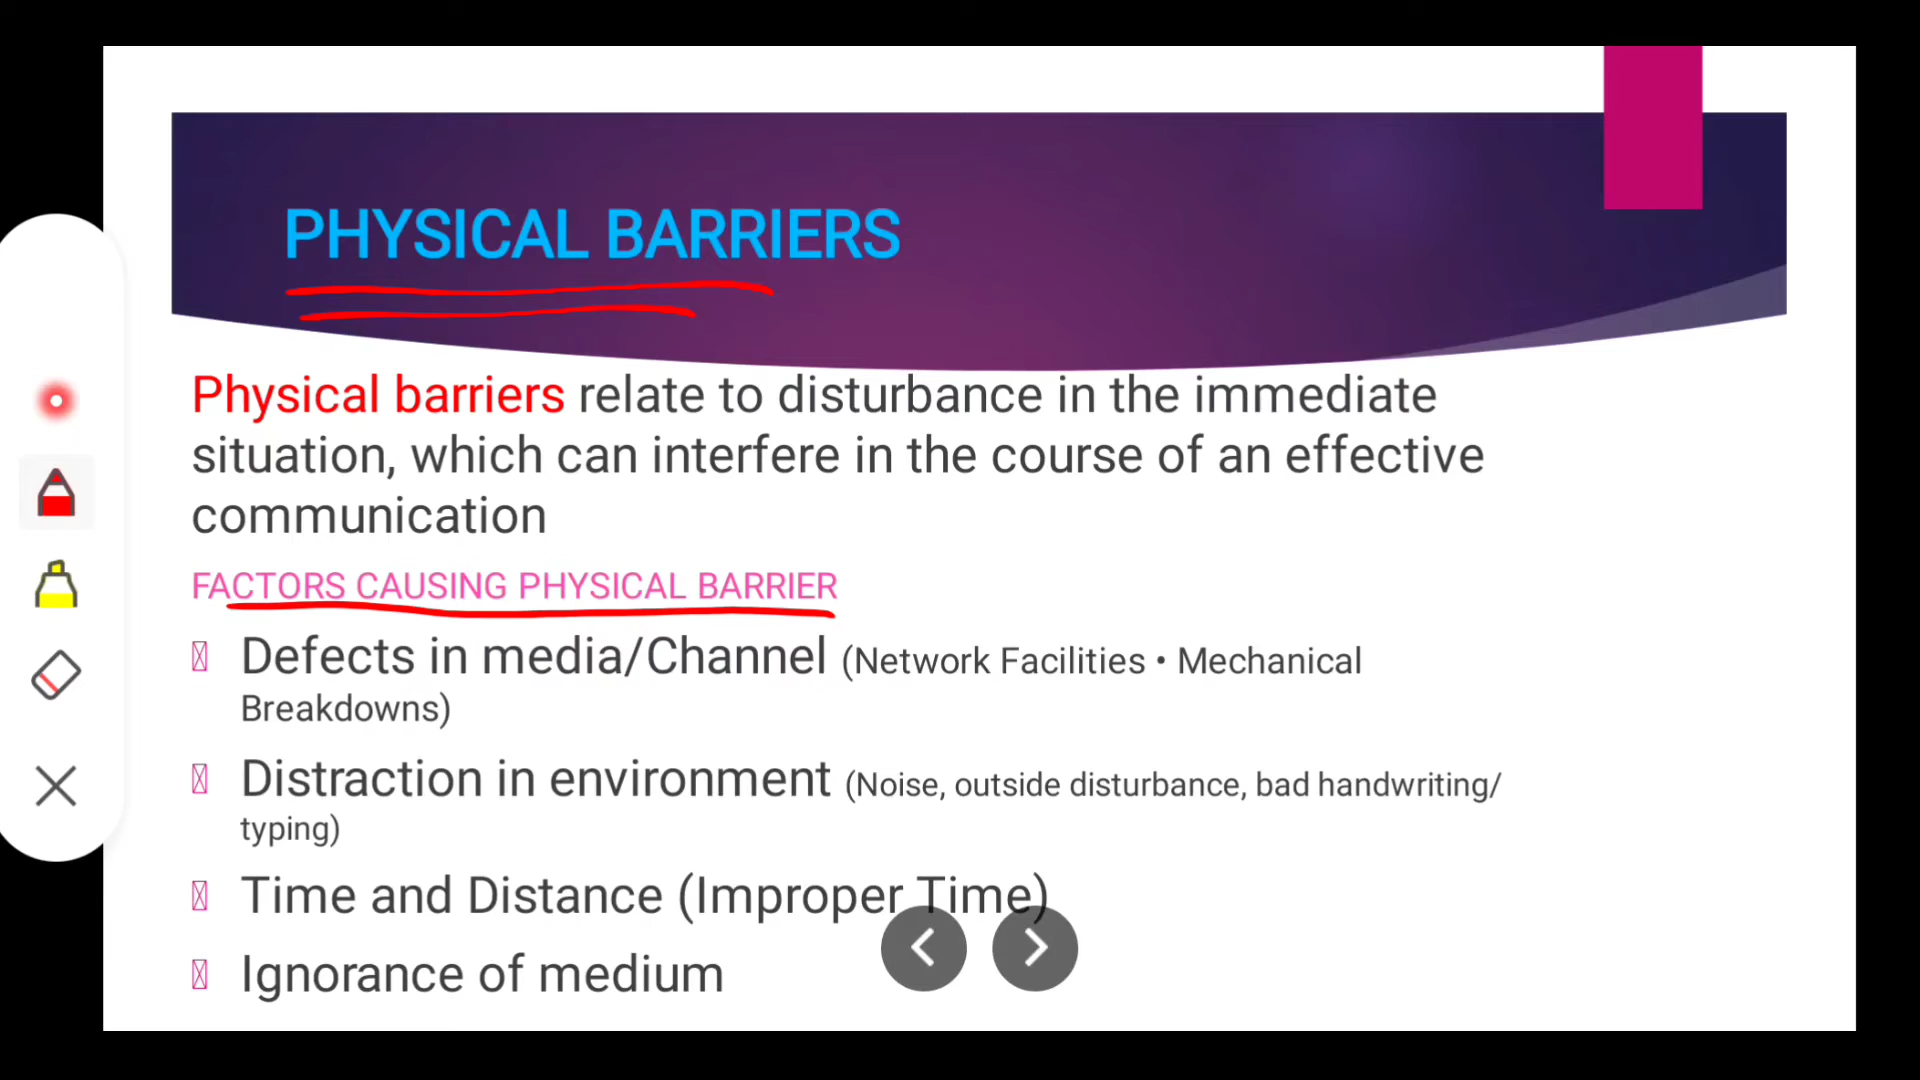 PHYSICAL BARRIERS
Physical barriers relate to disturbance in the immediate
situation, which can interfere in the course of an effective
communication
FACTORS CAUSING PHYSICAL BARRIER
Defects in media/Channel (Network Facilities • Mechanical
Breakdowns)
Distraction in environment (Noise, outside disturbance, bad handwriting/
typing)
Time and Distance (Improper Time)
Ignorance of medium